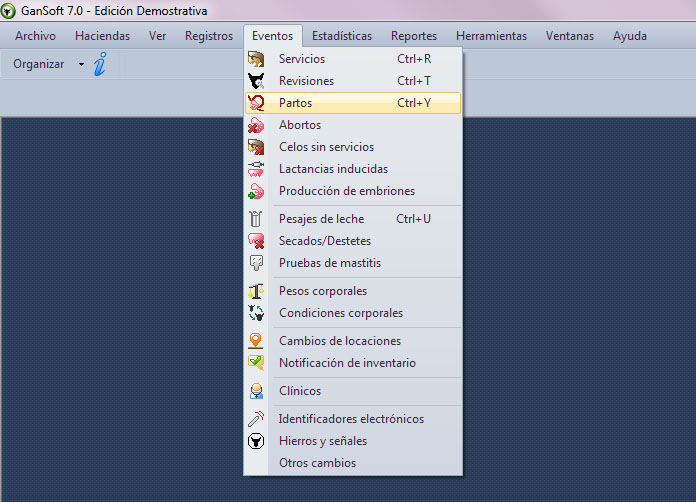 GanSoft 7.0 - Edición Demostrativa
Archivo Haciendas Ver Registros Eventos Estadísticas Reportes Herramientas Ventanas Ayuda
Organizar
Servicios Ctrl+R
Revisiones Ctrl+T
Partos Ctrl+Y
Abortos
Celos sin servicios
Lactancias inducidas
Producción de embriones
Pesajes de leche Ctrl+U
Secados/Destetes
Pruebas de mastitis
Pesos corporales
Condiciones corporales
Cambios de locaciones
Notificación de inventario
Clínicos
Identificadores electrónicos
Hierros y señales
Otros cambios